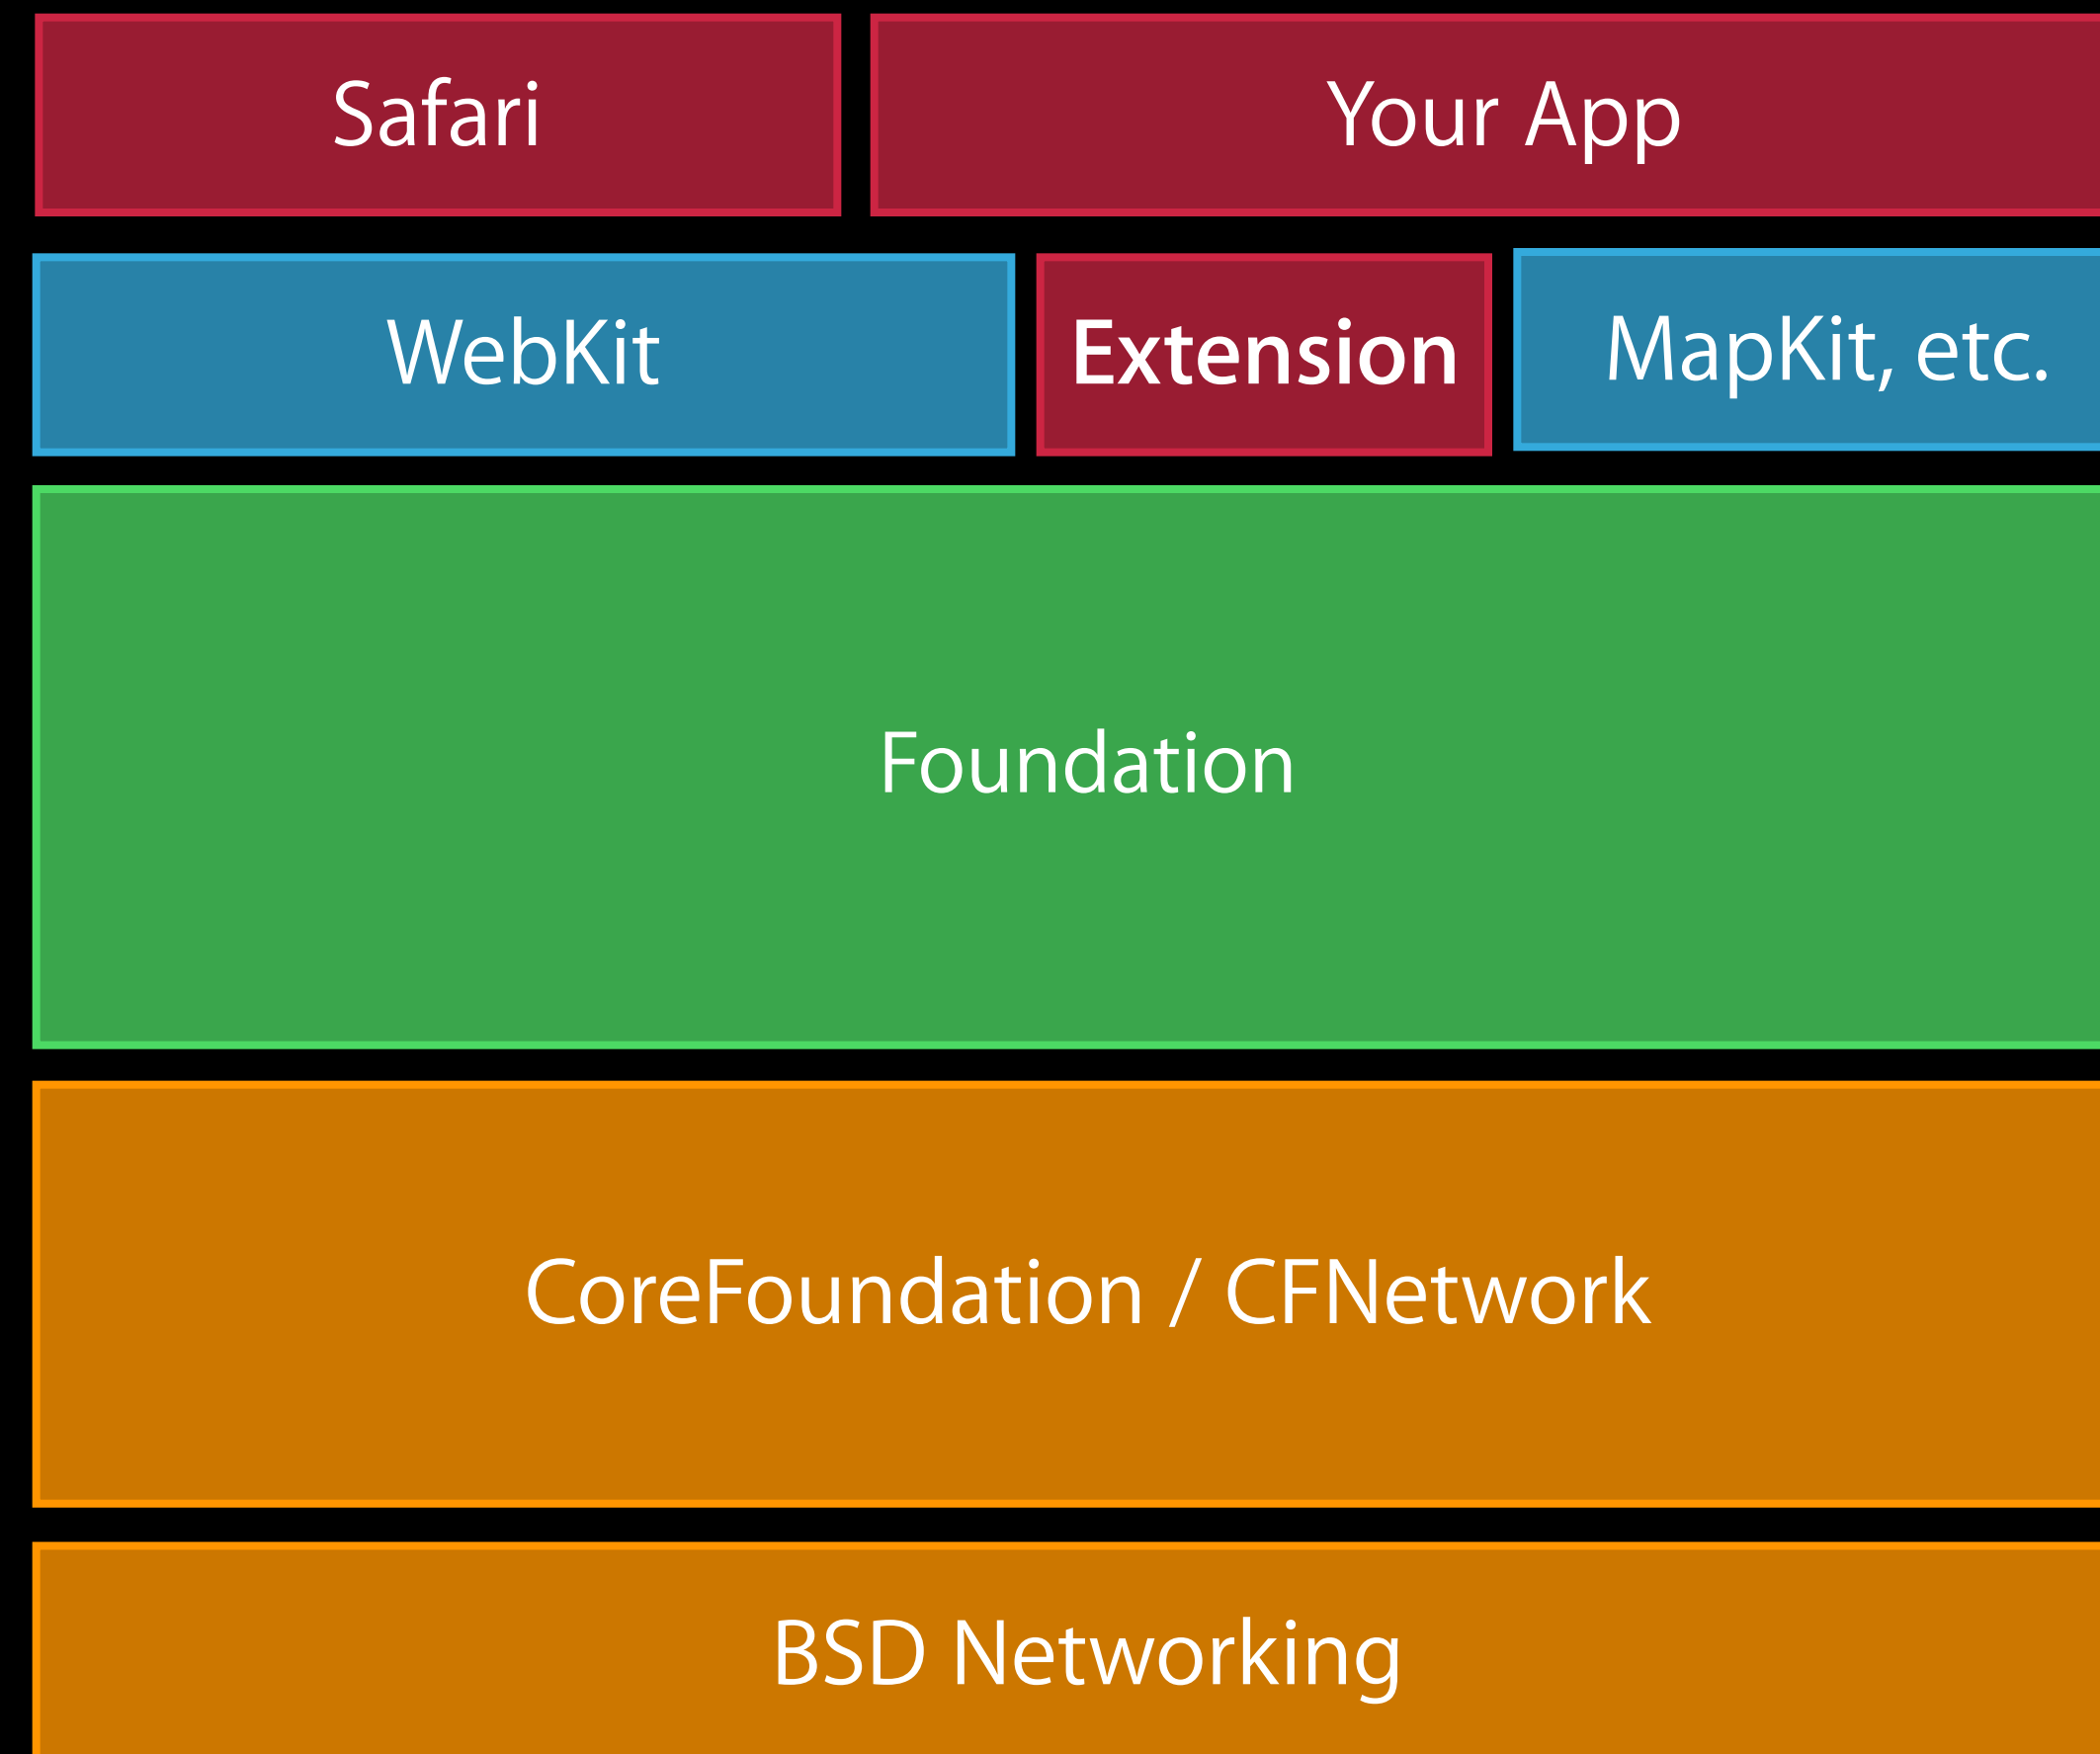 Safari
Your App
WebKit
Extension
MapKit, etc.
Foundation
CoreFoundation / CFNetwork
BSD Networking